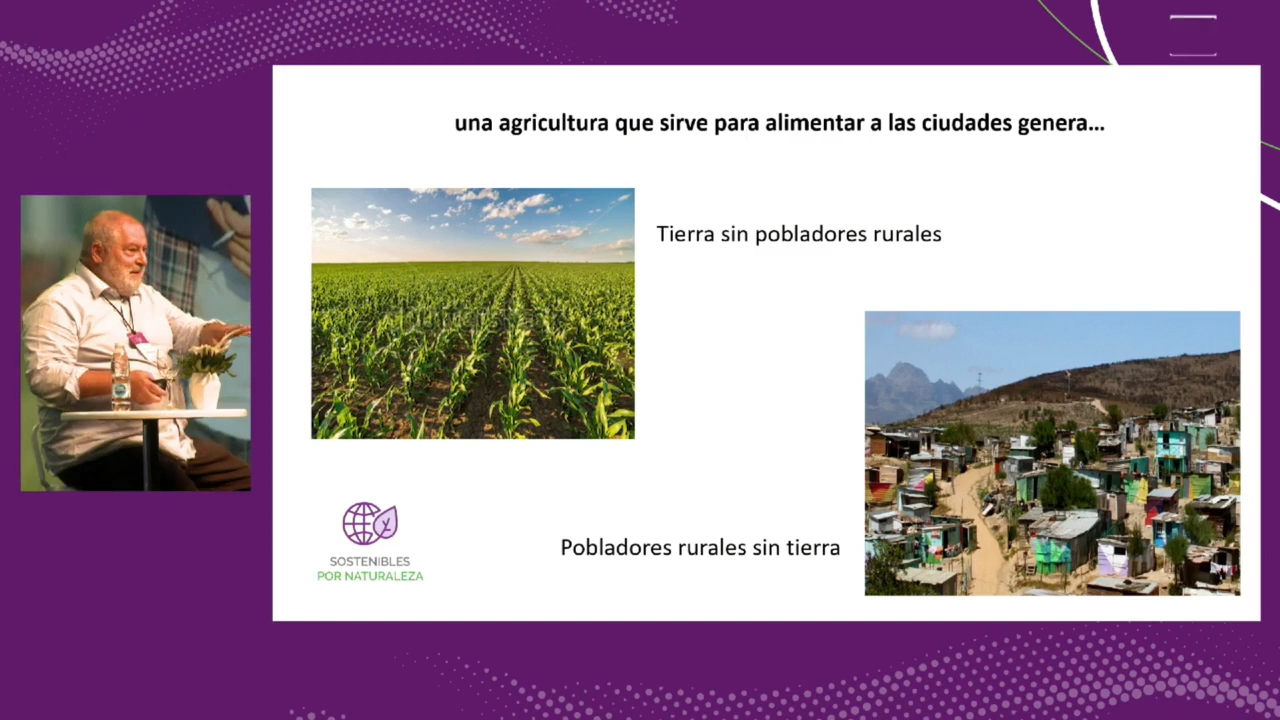 una agricultura que sirve para alimentar a las ciudades genera...
Tierra sin pobladores rurales
Pobladores rurales sin tierra
SOSTENIBLES
POR NATURALEZA